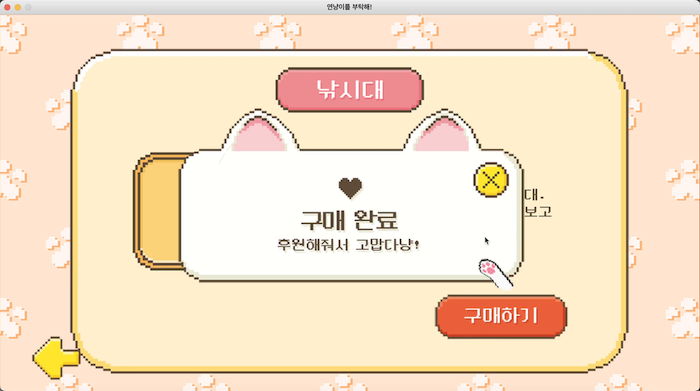 연냥이를 부탁해!
낚시대
대.
보고
구매 완료
후원해줘서 고맙다냥!
구매하기